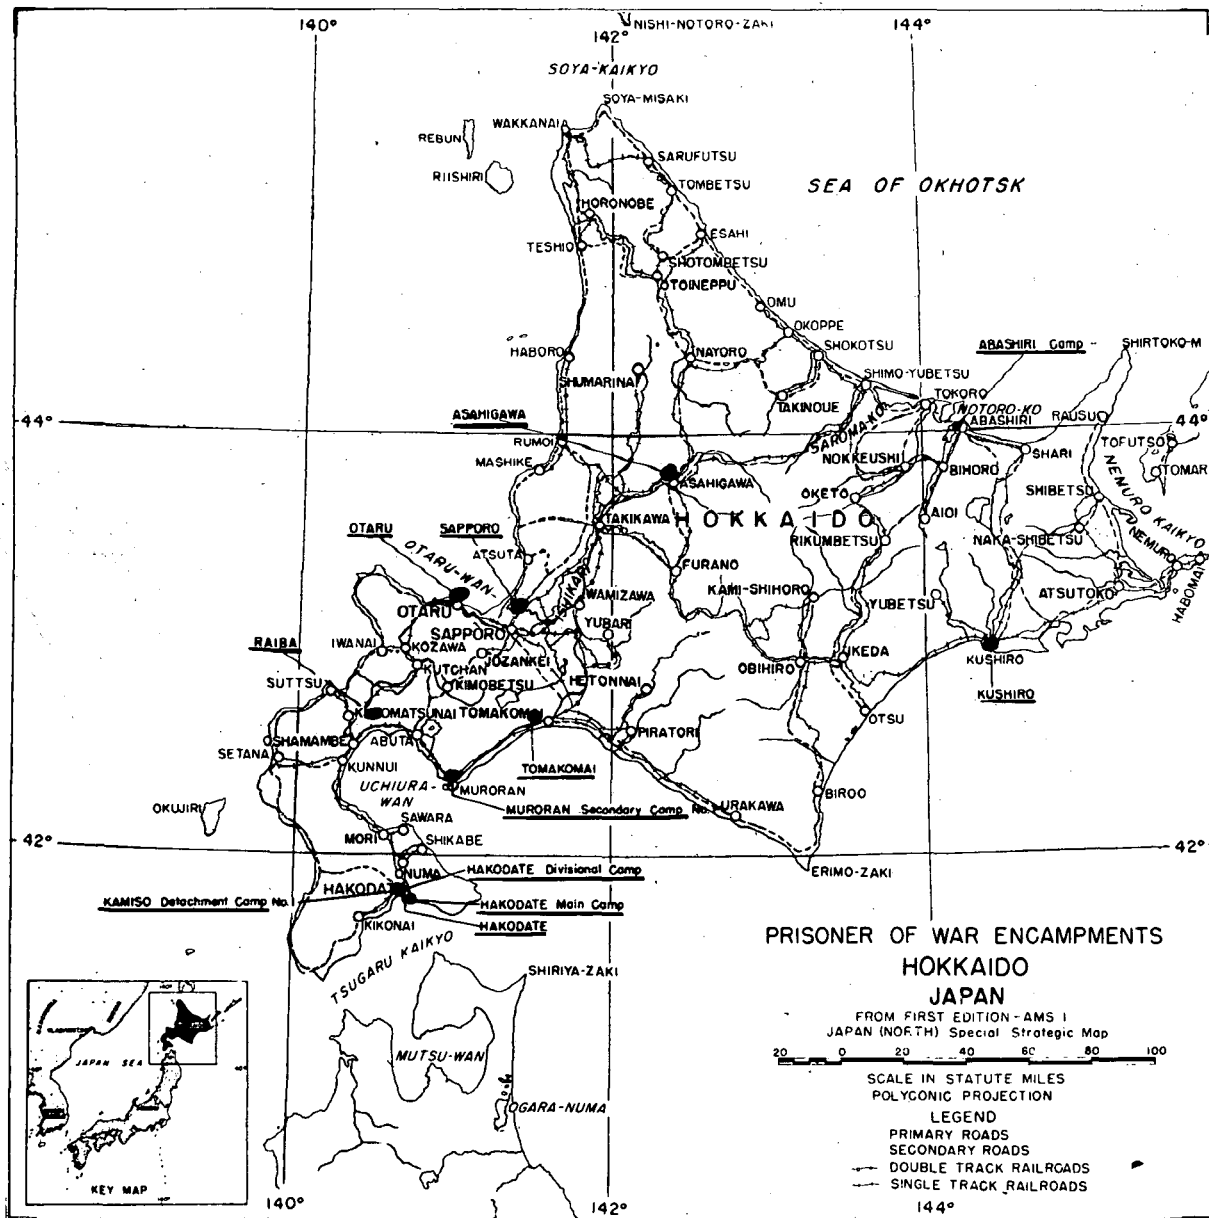 140°
142°
144°
NISHI-NOTORO-ZAKI
SOYA-KAIKYO
SOYA-MISAKI
WAKKANAI
REBUN
SARUFUTSU
RIISHIRI
TOMBETSU
SEA OF OKHOTSK
HORONOBE
ESAHI
TESHIO
SHOTOMBETSU
TOINEPPU
OMU
OKOPPE
HABORO
NAYORO
SHOKOTSU
ABASHIRI Camp
SHIRTOKO-M
SHUMARINA
SHIMO-YUBETSU
TAKINOUE
TOKORO
NOTORO-KO
ASAHIGAWA
44°
SAROMA-KO
ABASHIRI
RAUSU
44°
RUMOI
TOFUTSO
MASHIKE
NOKKEUSHI
BIHORO
SHARI
TOMAR
ASAHIGAWA
OKETO
SHIBETSU
NEMURO KAIKYO
OTARU
SAPPORO
TAKIKAWA
HOKKAIDO
AIOI
RIKUMBETSU
NAKA-SHIBETSU
NEMURO
OTARU-WAN
ATSUTA
ISHIKARI
FURANO
KAMI-SHIHORO
YUBETSU
ATSUTOKO
HABOMAI
OTARU
WAMIZAWA
SAPPORO
YUBARI
RAIBA
IWANAI
KOZAWA
JOZANKEI
OBIHIRO
IKEDA
KUSHIRO
KUTCHAN
SUTTSU
KIMOBETSU
HETONNAI
KUSHIRO
KUROMATSUNAI
TOMAKOMAI
OTSU
SHAMAMBE
ABUTA
PIRATORI
SETANA
KUNNUI
TOMAKOMAI
UCHIURA-
WAN
MURORAN
BIROO
OKUJIRI
MURORAN Secondary Camp No.
URAKAWA
SAWARA
MORI
SHIKABE
42°
42°
NUMA
HAKODATE Divisional Camp
ERIMO-ZAKI
HAKODATE
KAMISO Detachment Camp No.
HAKODATE Main Camp
KIKONAI
HAKODATE
TSUGARU KAIKYO
SHIRIYA-ZAKI
MUTSU-WAN
OGARA-NUMA
PRISONER OF WAR ENCAMPMENTS
HOKKAIDO
JAPAN
FROM FIRST EDITION-AMS 1
JAPAN (NORTH) Special Strategic Map
20 0 20 40 60 80 100
SCALE IN STATUTE MILES
POLYCONIC PROJECTION
LEGEND
PRIMARY ROADS
SECONDARY ROADS
DOUBLE TRACK RAILROADS
SINGLE TRACK RAILROADS
JAPAN SEA
KEY MAP
140°
142°
144°